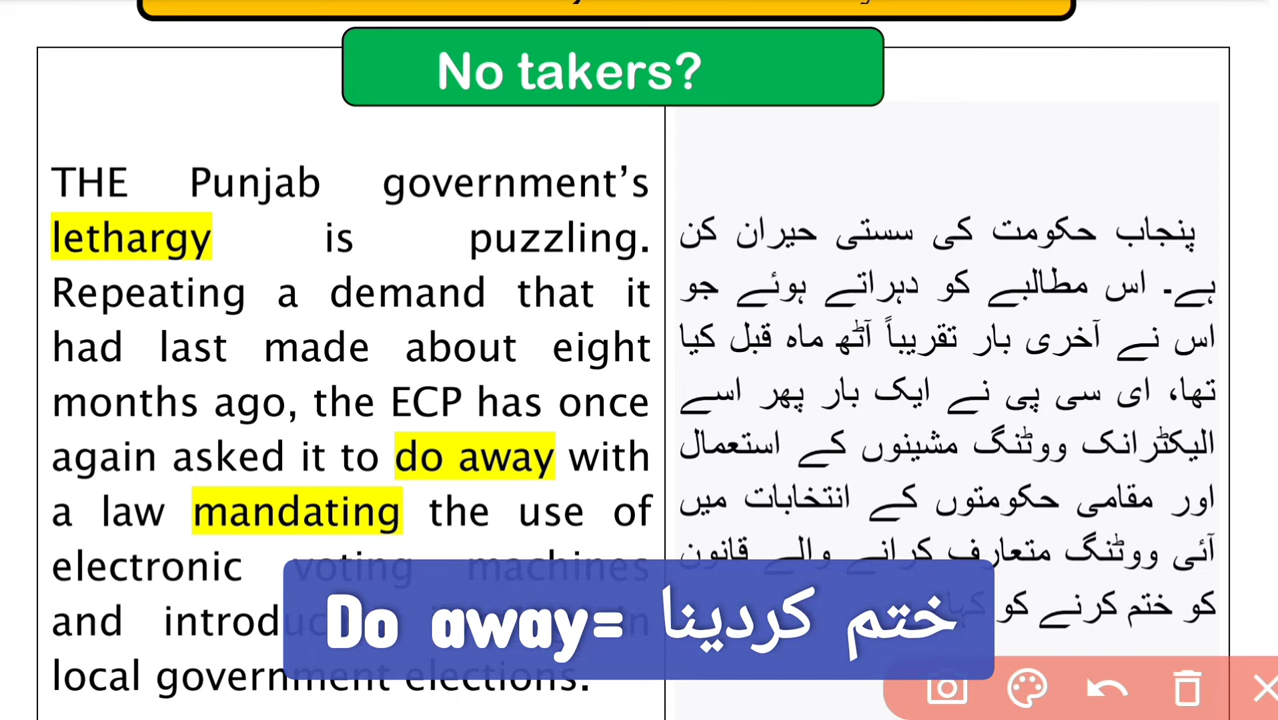 No takers?
THE Punjab government's
lethargy is puzzling.
Repeating a demand that it
had last made about eight
months ago, the ECP has once
again asked it to do away with
a law mandating the use of
electronic voting machines
and introduc in
local government elections.
پنجاب حکومت کی سستی حیران کن
ہے۔ اس مطالبے کو دہراتے ہوئے جو
اس نے آخری بار تقریباً آٹھ ماہ قبل کیا
تھا، ای سی پی نے ایک بار پھر اسے
الیکٹرانک ووٹنگ مشینوں کے استعمال
اور مقامی حکومتوں کے انتخابات میں
آئی ووٹنگ متعارف کرانے والے قانون
کو ختم کرنے کو کہا
Do away= ختم کردینا